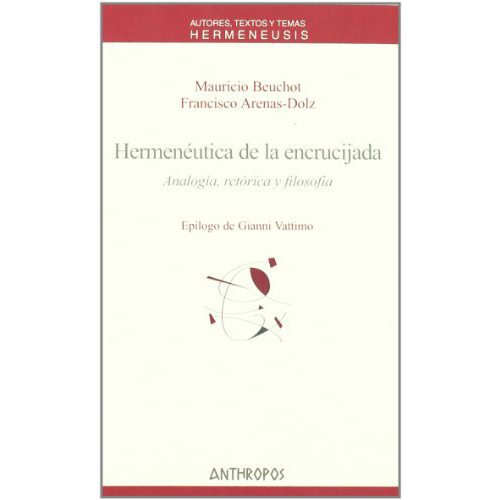 AUTORES, TEXTOS Y TEMAS
HERMENEUSIS
Mauricio Beuchot
Francisco Arenas-Dolz
Hermenéutica de la encrucijada
Analogía, retórica y filosofía
Epílogo de Gianni Vattimo
ANTHROPOS